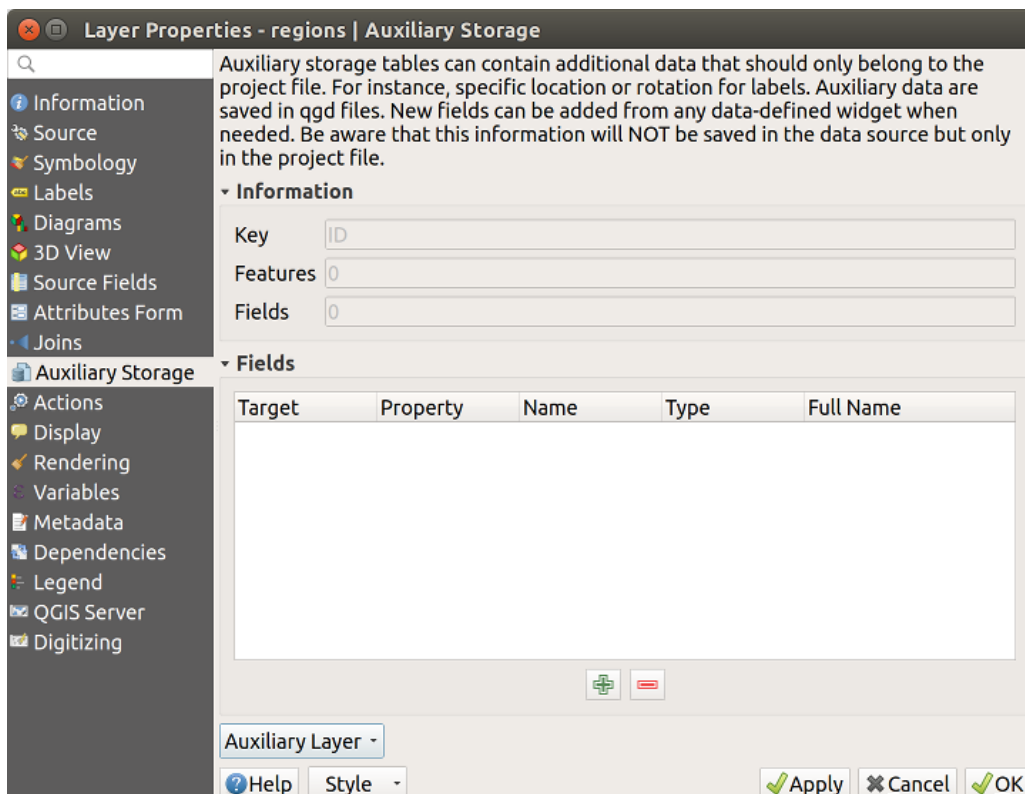 Layer Properties - regions | Auxiliary Storage
Information
Source
Symbology
Labels
Diagrams
3D View
Source Fields
Attributes Form
Joins
Auxiliary Storage
Actions
Display
Rendering
Variables
Metadata
Dependencies
Legend
QGIS Server
Digitizing
Auxiliary storage tables can contain additional data that should only belong to the
project file. For instance, specific location or rotation for labels. Auxiliary data are
saved in qgd files. New fields can be added from any data-defined widget when
needed. Be aware that this information will NOT be saved in the data source but only
in the project file.
Information
Key ID
Features 0
Fields 0
Fields
Target Property Name Type Full Name
Auxiliary Layer
Help Style Apply Cancel OK